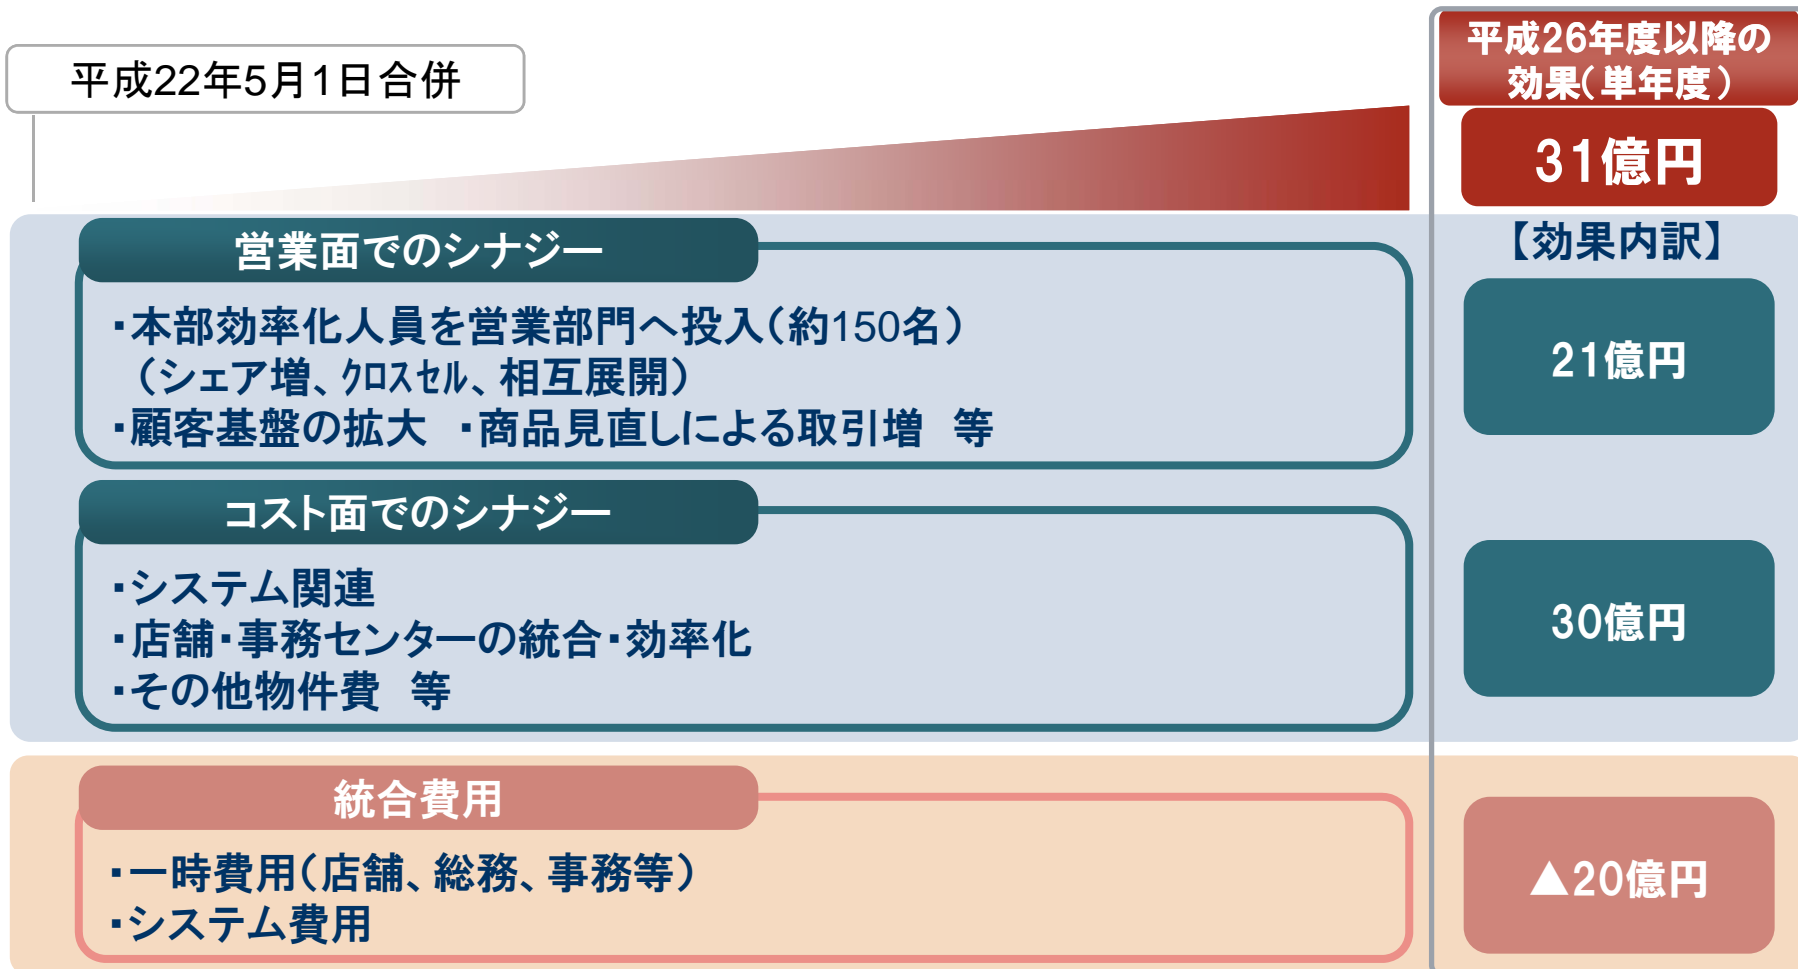 平成22年5月1日合併
平成26年度以降の
効果(単年度)
31億円
営業面でのシナジー
・本部効率化人員を営業部門へ投入(約150名)
(シェア増、ｸﾛｽｾﾙ、相互展開)
・顧客基盤の拡大　・商品見直しによる取引増　等
【効果内訳】
21億円
コスト面でのシナジー
・システム関連
・店舗・事務センターの統合・効率化
・その他物件費　等
30億円
統合費用
・一時費用(店舗、総務、事務等)
・システム費用
▲20億円